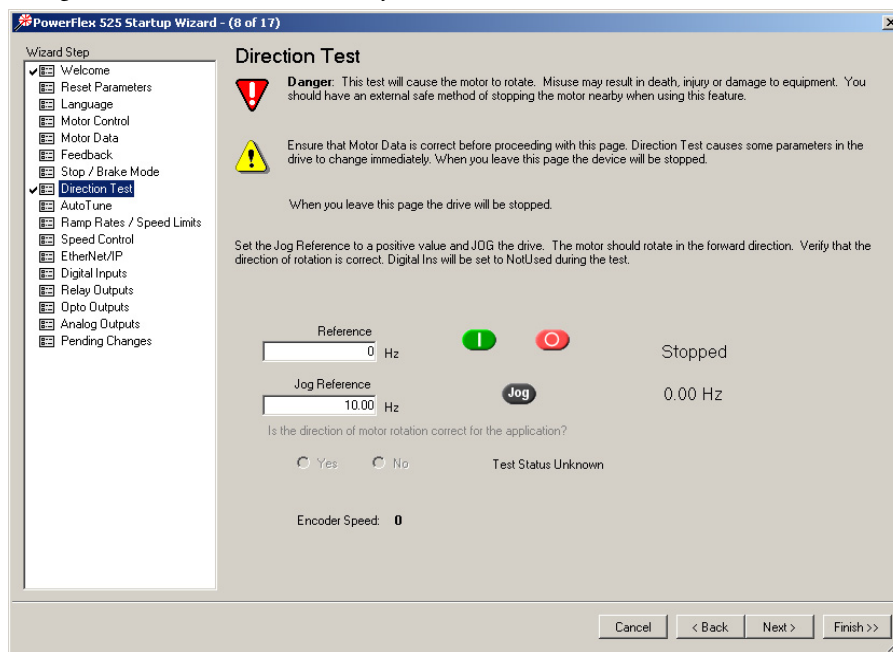 PowerFlex 525 Startup Wizard - (8 of 17)
Wizard Step
Welcome
Reset Parameters
Language
Motor Control
Motor Data
Feedback
Stop / Brake Mode
Direction Test
AutoTune
Ramp Rates / Speed Limits
Speed Control
EtherNet/IP
Digital Inputs
Relay Outputs
Opto Outputs
Analog Outputs
Pending Changes
Direction Test
Danger: This test will cause the motor to rotate. Misuse may result in death, injury or damage to equipment. You
should have an external safe method of stopping the motor nearby when using this feature.
Ensure that Motor Data is correct before proceeding with this page. Direction Test causes some parameters in the
drive to change immediately. When you leave this page the device will be stopped.
When you leave this page the drive will be stopped.
Set the Jog Reference to a positive value and JOG the drive. The motor should rotate in the forward direction. Verify that the
direction of rotation is correct. Digital Ins will be set to NotUsed during the test.
Reference
0 Hz
Stopped
Jog Reference
10.00 Hz
Jog
0.00 Hz
Is the direction of motor rotation correct for the application?
Yes No Test Status Unknown
Encoder Speed: 0
Cancel < Back Next > Finish >>